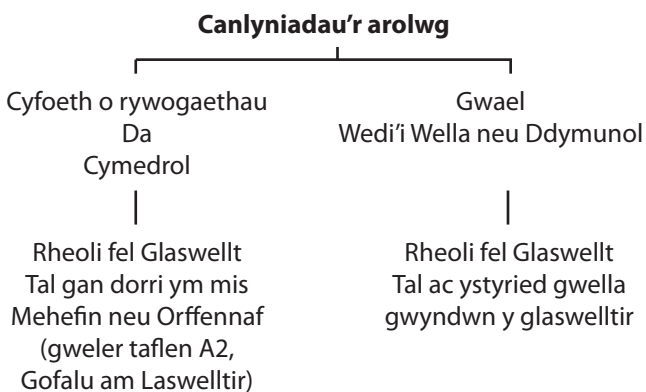 Canlyniadau'r arolwg
Cyfoeth o rywogaethau
Da
Cymedrol
Gwael
Wedi'i Wella neu Ddymunol
Rheoli fel Glaswellt
Tal gan dorri ym mis
Mehefin neu Orffennaf
(gweler taflen A2,
Gofalu am Laswelltir)
Rheoli fel Glaswellt
Tal ac ystyried gwella
gwyndwn y glaswelltir